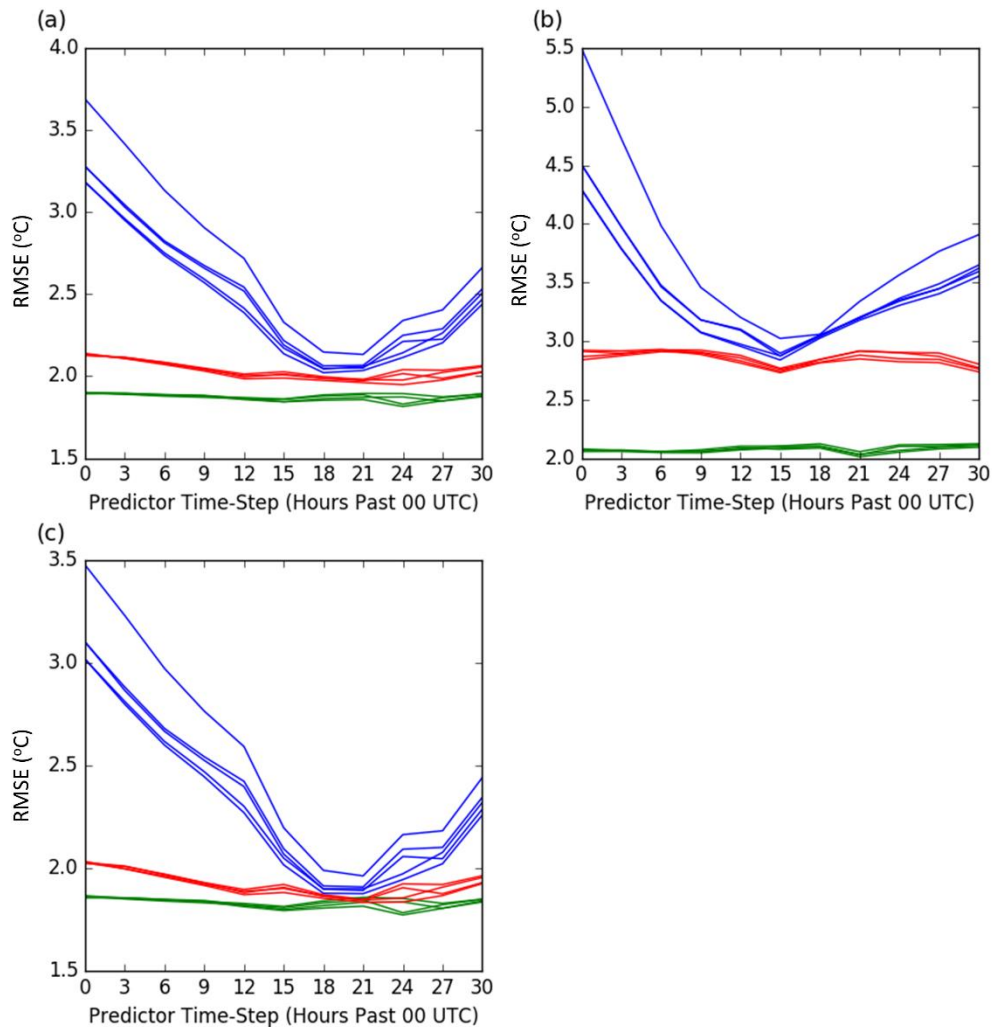 (a)
4.0
3.5
3.0
2.5
2.0
1.5
RMSE (°C)
0 3 6 9 12 15 18 21 24 27 30
Predictor Time-Step (Hours Past 00 UTC)
(b)
5.5
5.0
4.5
4.0
3.5
3.0
2.5
2.0
RMSE (°C)
0 3 6 9 12 15 18 21 24 27 30
Predictor Time-Step (Hours Past 00 UTC)
(c)
3.5
3.0
2.5
2.0
1.5
RMSE (°C)
0 3 6 9 12 15 18 21 24 27 30
Predictor Time-Step (Hours Past 00 UTC)